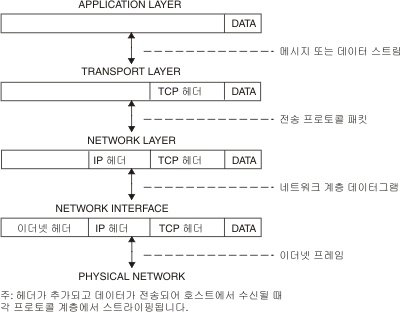 APPLICATION LAYER
DATA
메시지 또는 데이터 스트림
TRANSPORT LAYER
TCP 헤더 DATA
전송 프로토콜 패킷
NETWORK LAYER
IP 헤더 TCP 헤더 DATA
네트워크 계층 데이터그램
NETWORK INTERFACE
이더넷 헤더 IP 헤더 TCP 헤더 DATA
이더넷 프레임
PHYSICAL NETWORK
주: 헤더가 추가되고 데이터가 전송되어 호스트에서 수신될 때
각 프로토콜 계층에서 스트라이핑됩니다.